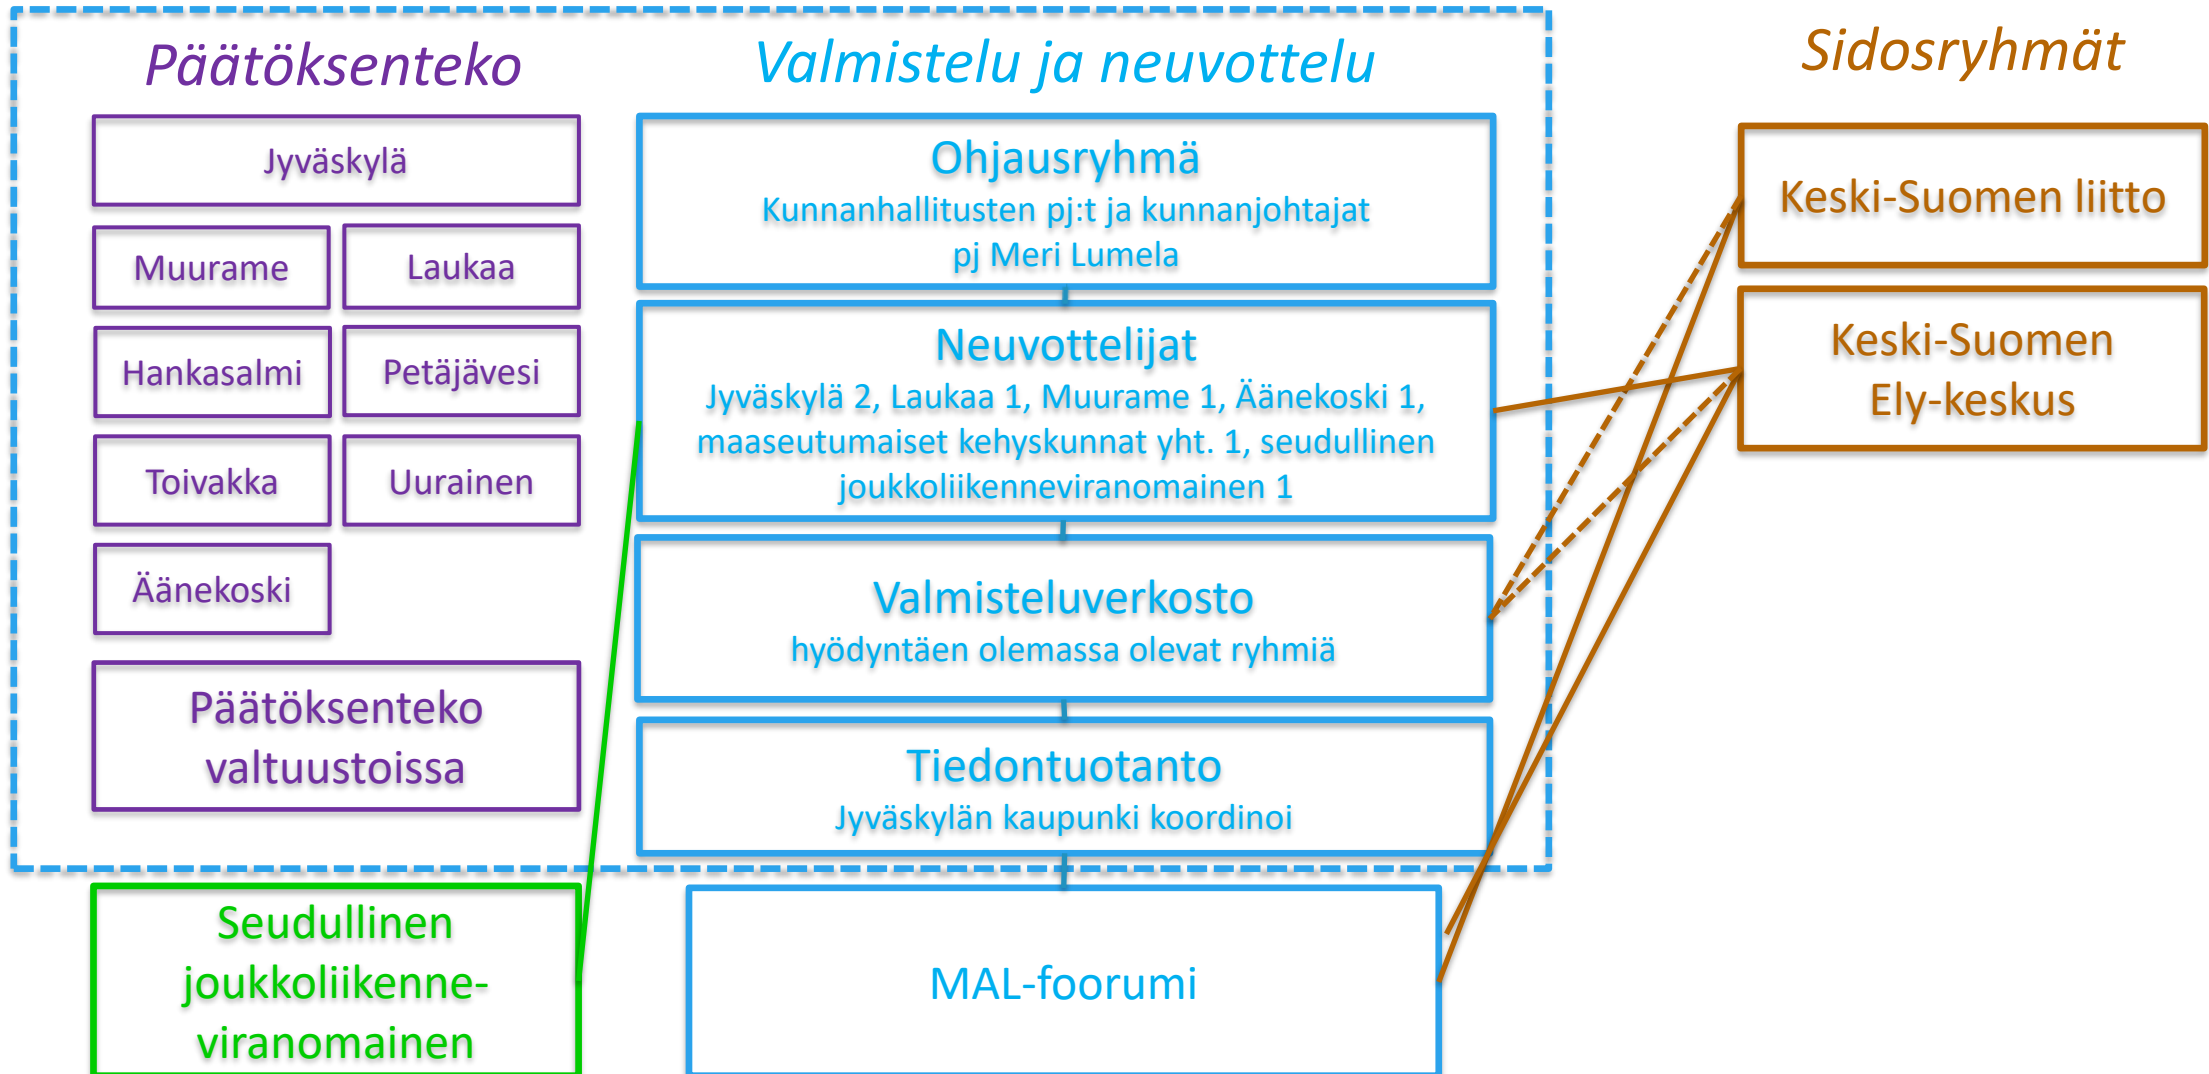 Päätöksenteko
Jyväskylä
Muurame
Laukaa
Hankasalmi
Petäjävesi
Toivakka
Uurainen
Äänekoski
Päätöksenteko
valtuustoissa
Seudullinen
joukkoliikenne-
viranomainen
Valmistelu ja neuvottelu
Ohjausryhmä
Kunnanhallitusten pj:t ja kunnanjohtajat
pj Meri Lumela
Neuvottelijat
Jyväskylä 2, Laukaa 1, Muurame 1, Äänekoski 1,
maaseutumaiset kehyskunnat yht. 1, seudullinen
joukkoliikenneviranomainen 1
Valmisteluverkosto
hyödyntäen olemassa olevat ryhmiä
Tiedontuotanto
Jyväskylän kaupunki koordinoi
MAL-foorumi
Sidosryhmät
Keski-Suomen liitto
Keski-Suomen
Ely-keskus